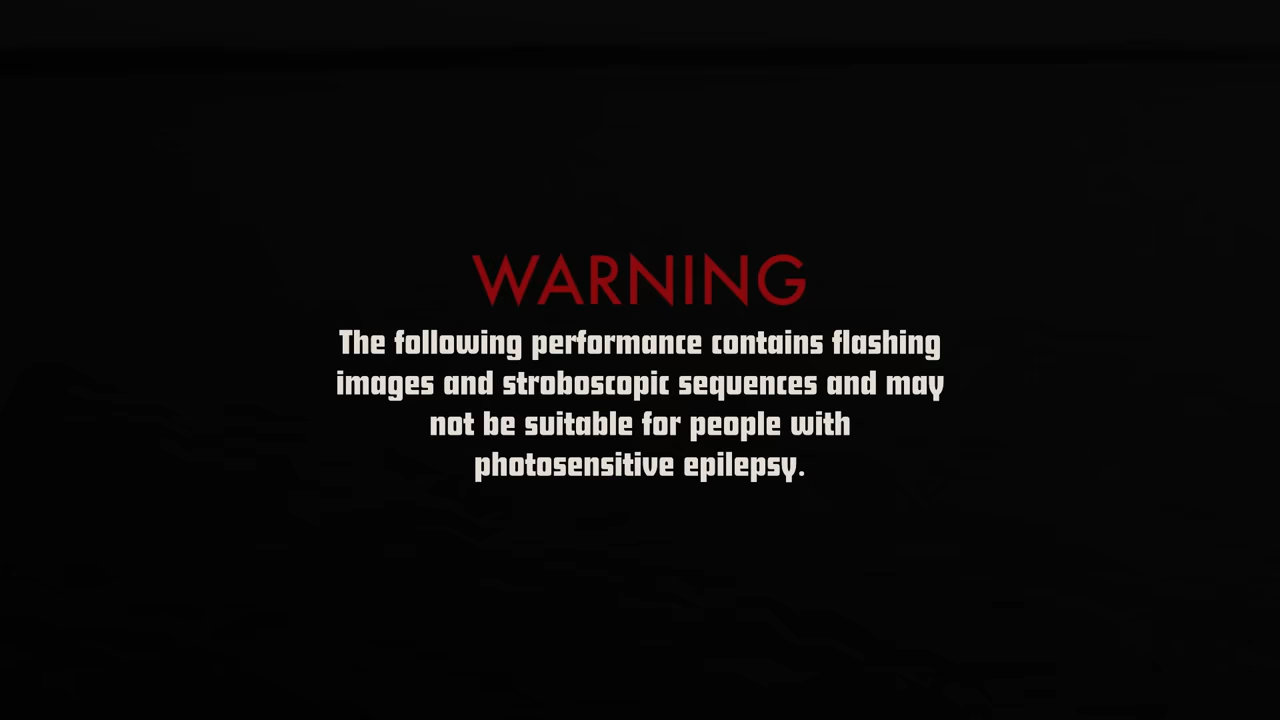 WARNING
The following performance contains flashing
images and stroboscopic sequences and may
not be suitable for people with
photosensitive epilepsy.